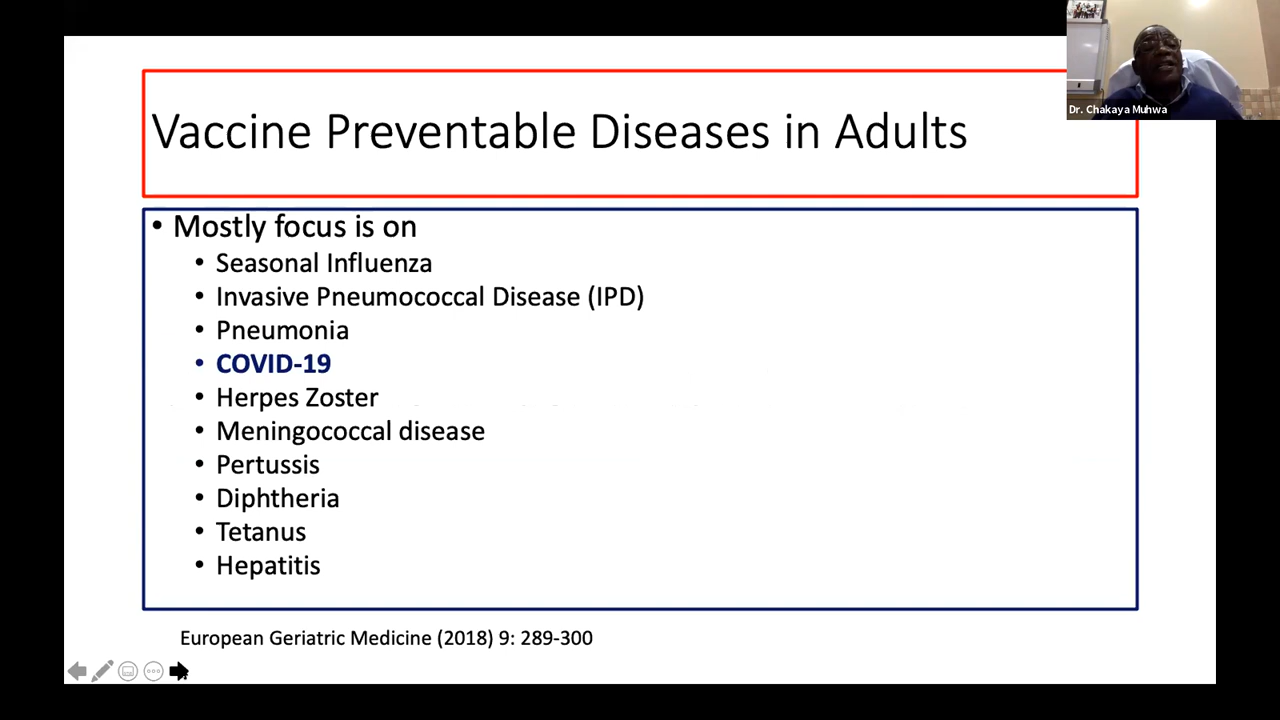 Vaccine Preventable Diseases in Adults
Dr. Chakaya Muhwa
• Mostly focus is on
• Seasonal Influenza
• Invasive Pneumococcal Disease (IPD)
• Pneumonia
• COVID-19
• Herpes Zoster
• Meningococcal disease
• Pertussis
• Diphtheria
• Tetanus
• Hepatitis
European Geriatric Medicine (2018) 9: 289-300